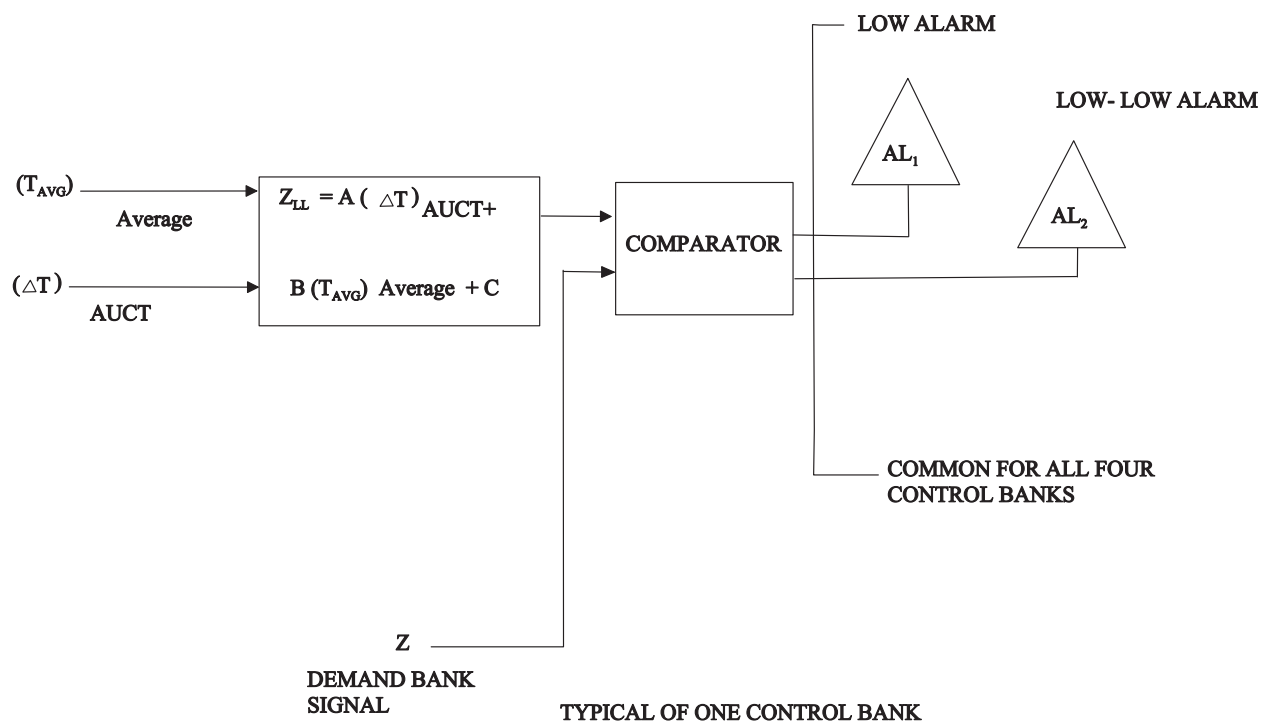 LOW ALARM
LOW- LOW ALARM
AL1
(TAVG)
Average
ZLL = A ( △T) AUCT+
AL2
COMPARATOR
(△T)
AUCT
B (TAVG) Average + C
COMMON FOR ALL FOUR
CONTROL BANKS
Z
DEMAND BANK
SIGNAL
TYPICAL OF ONE CONTROL BANK